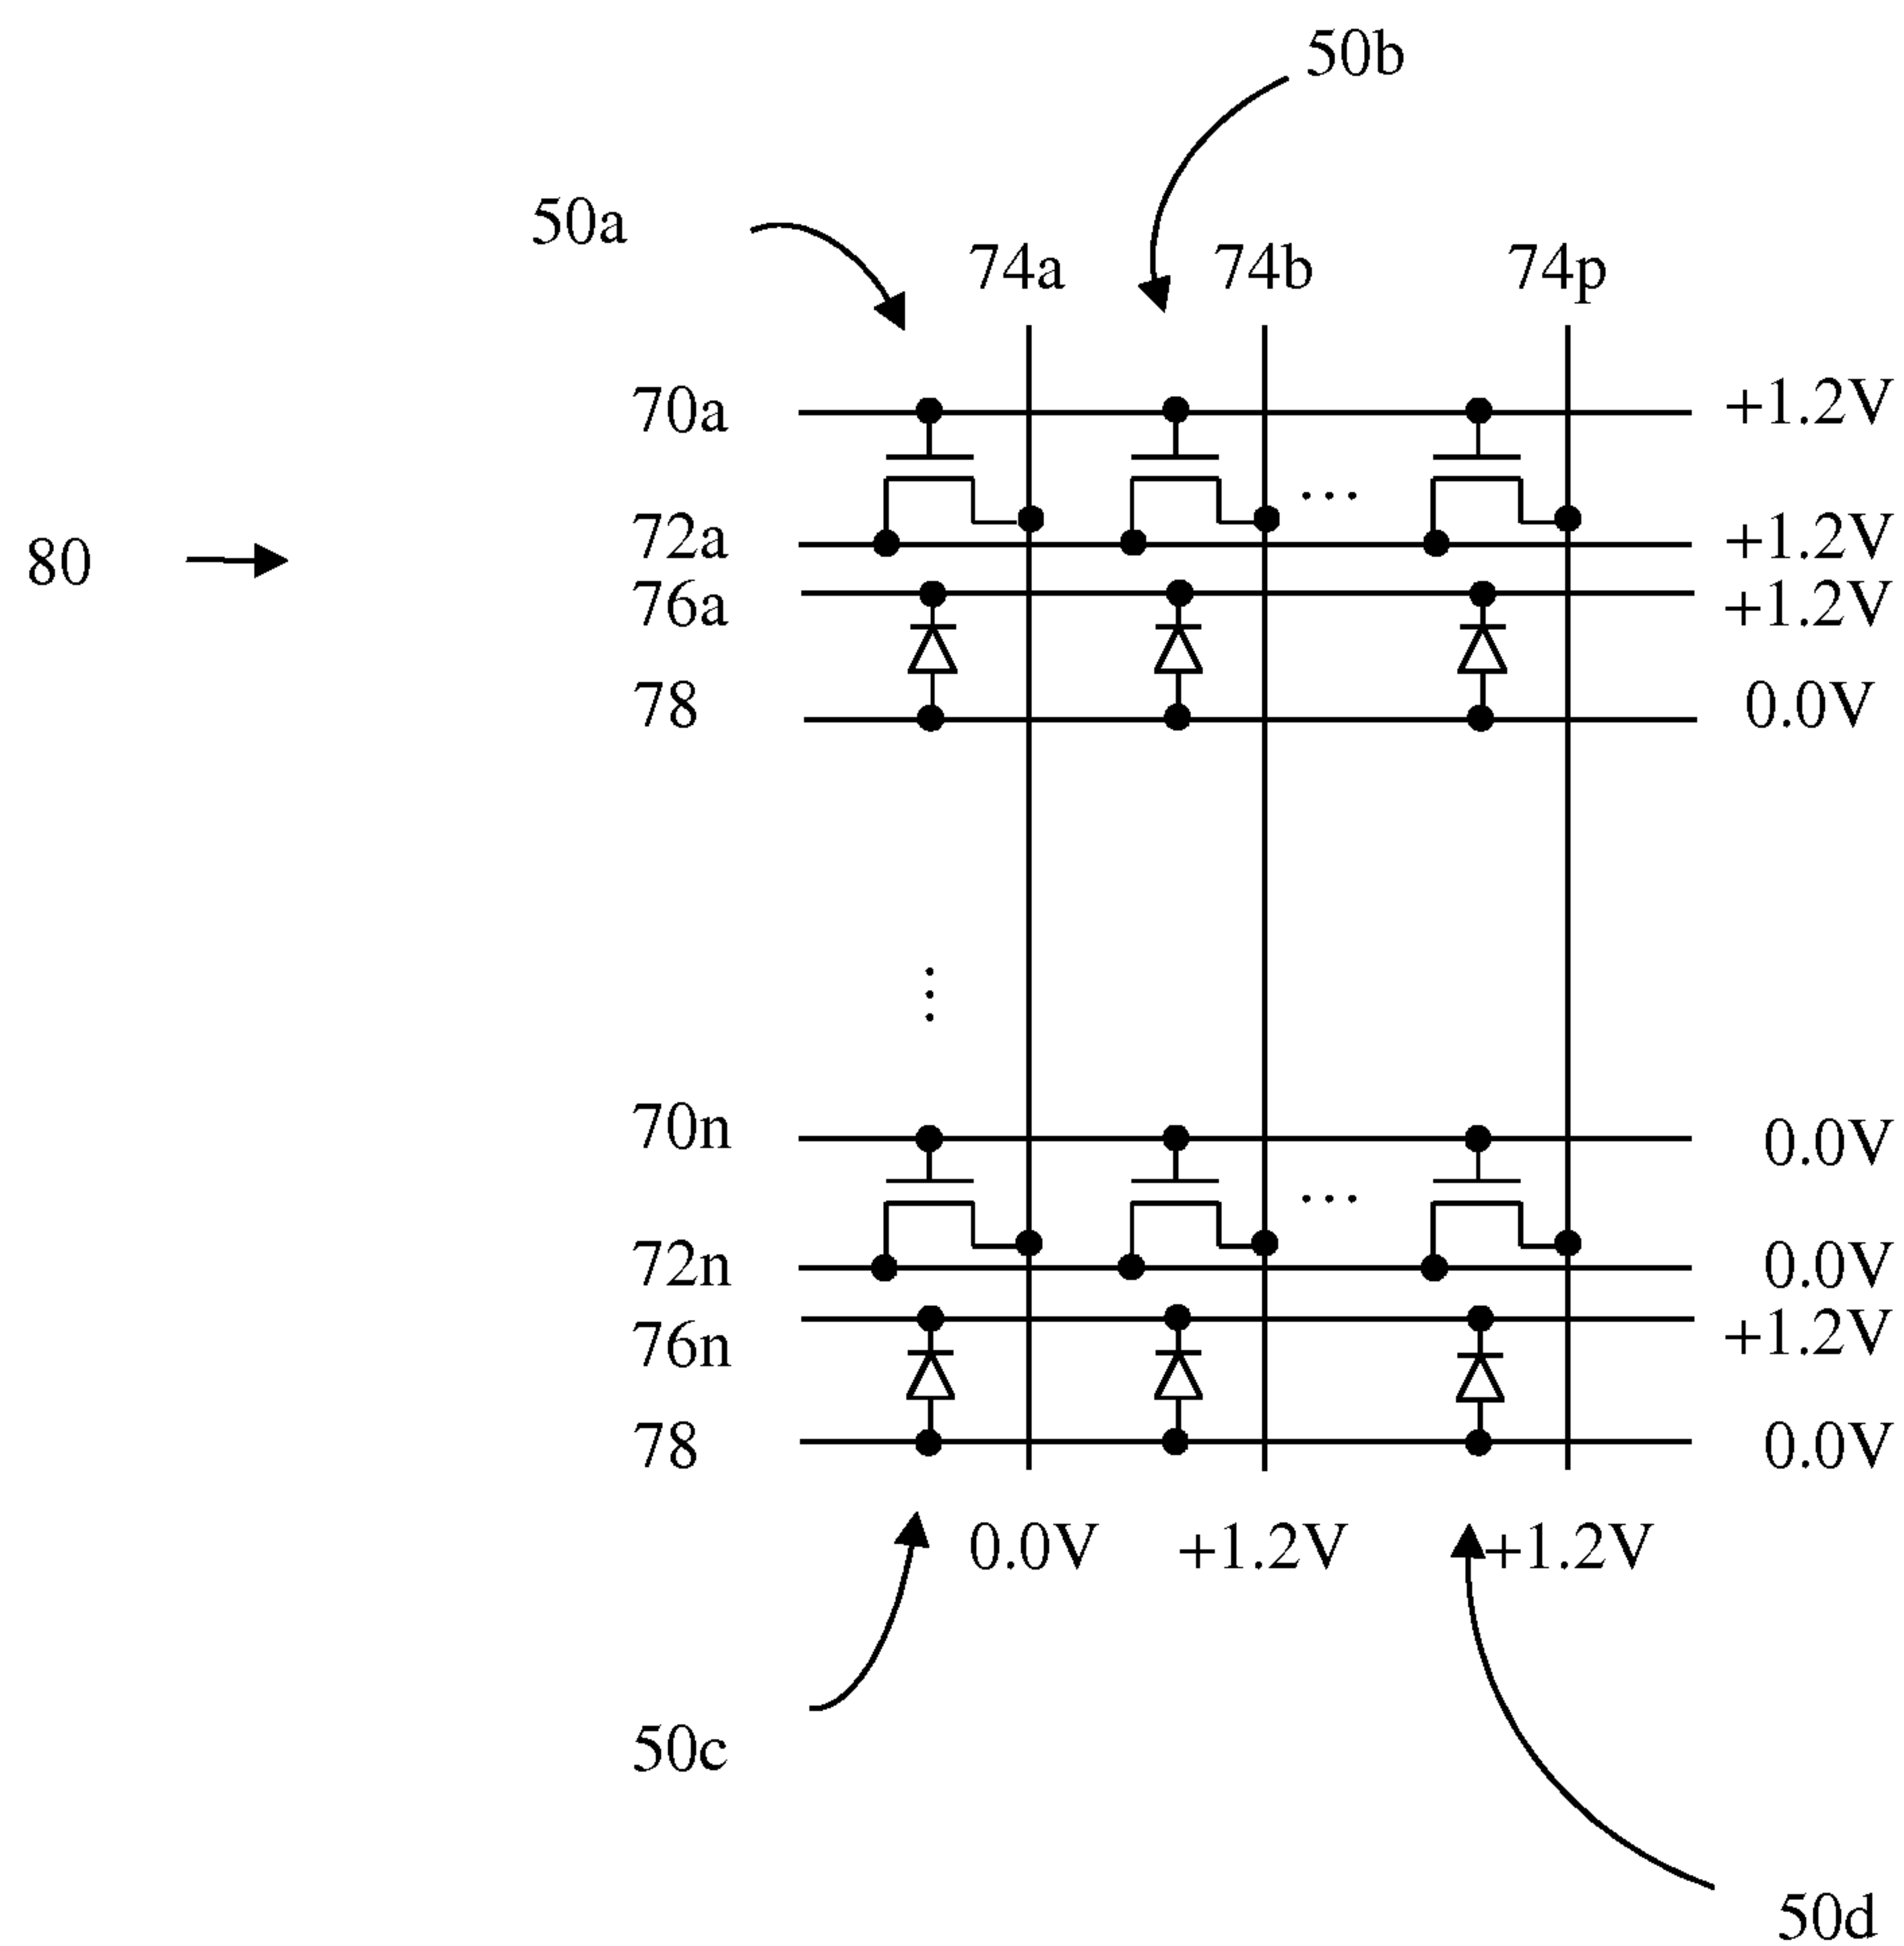 50b
50a
74a 74b 74p
70a +1.2V
...
72a +1.2V
80
76a +1.2V
78 0.0V
...
70n 0.0V
...
72n 0.0V
76n +1.2V
78 0.0V
0.0V +1.2V +1.2V
50c
50d